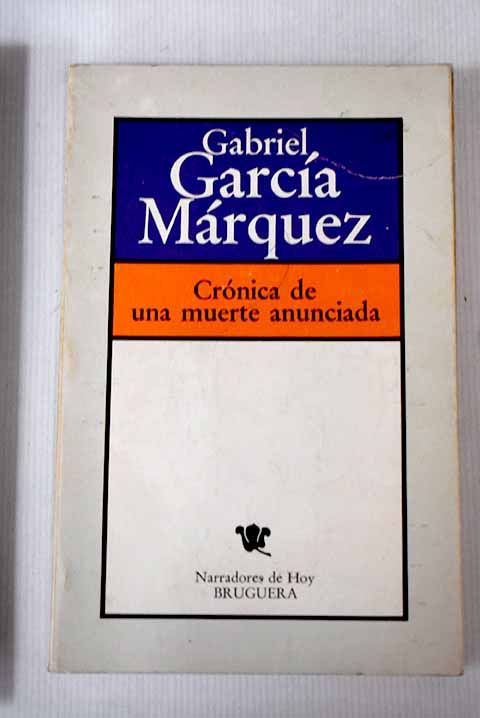 Gabriel
García
Márquez
Crónica de
una muerte anunciada
Narradores de Hoy
BRUGUERA